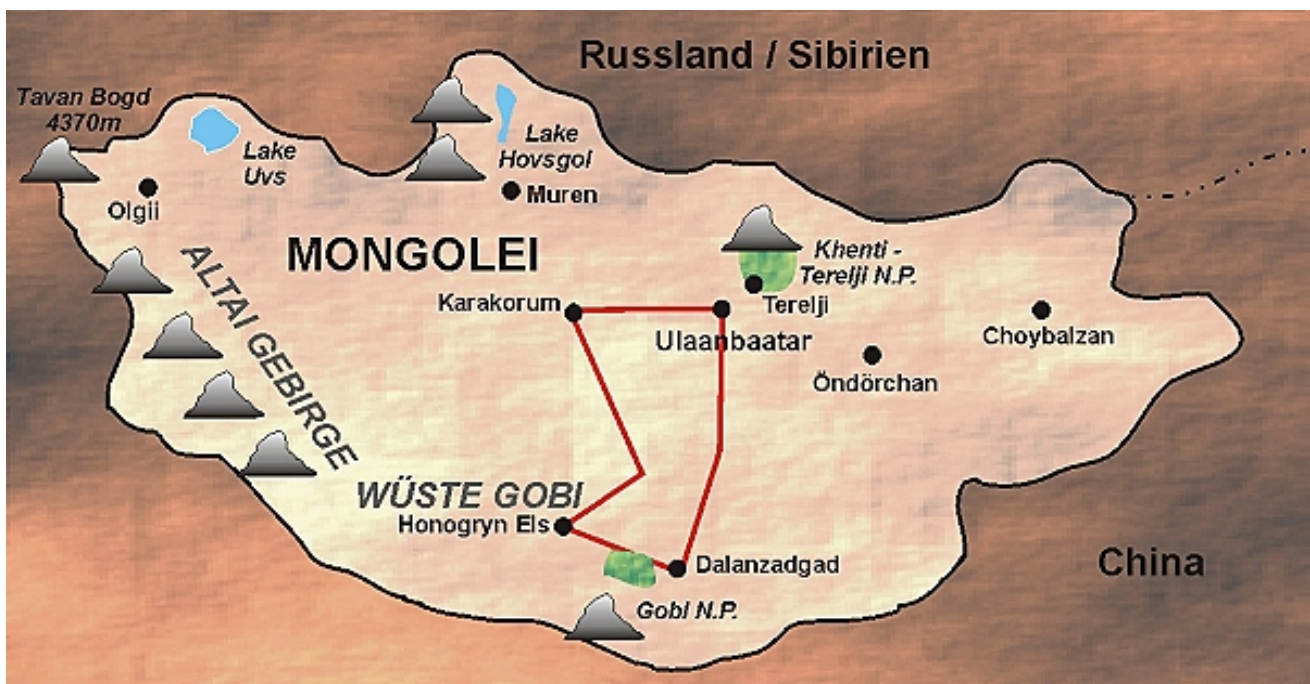 Russland / Sibirien
Tavan Bogd
4370m
Lake
Uvs
Lake
Hovsgol
Olgii
Muren
MONGOLEI
ALTAI GEBIRGE
Khenti -
Terelji N.P.
Karakorum
Terelji
Ulaanbaatar
Choybalzan
Öndörchan
WÜSTE GOBI
Honogryn Els
Dalanzadgad
China
Gobi N.P.